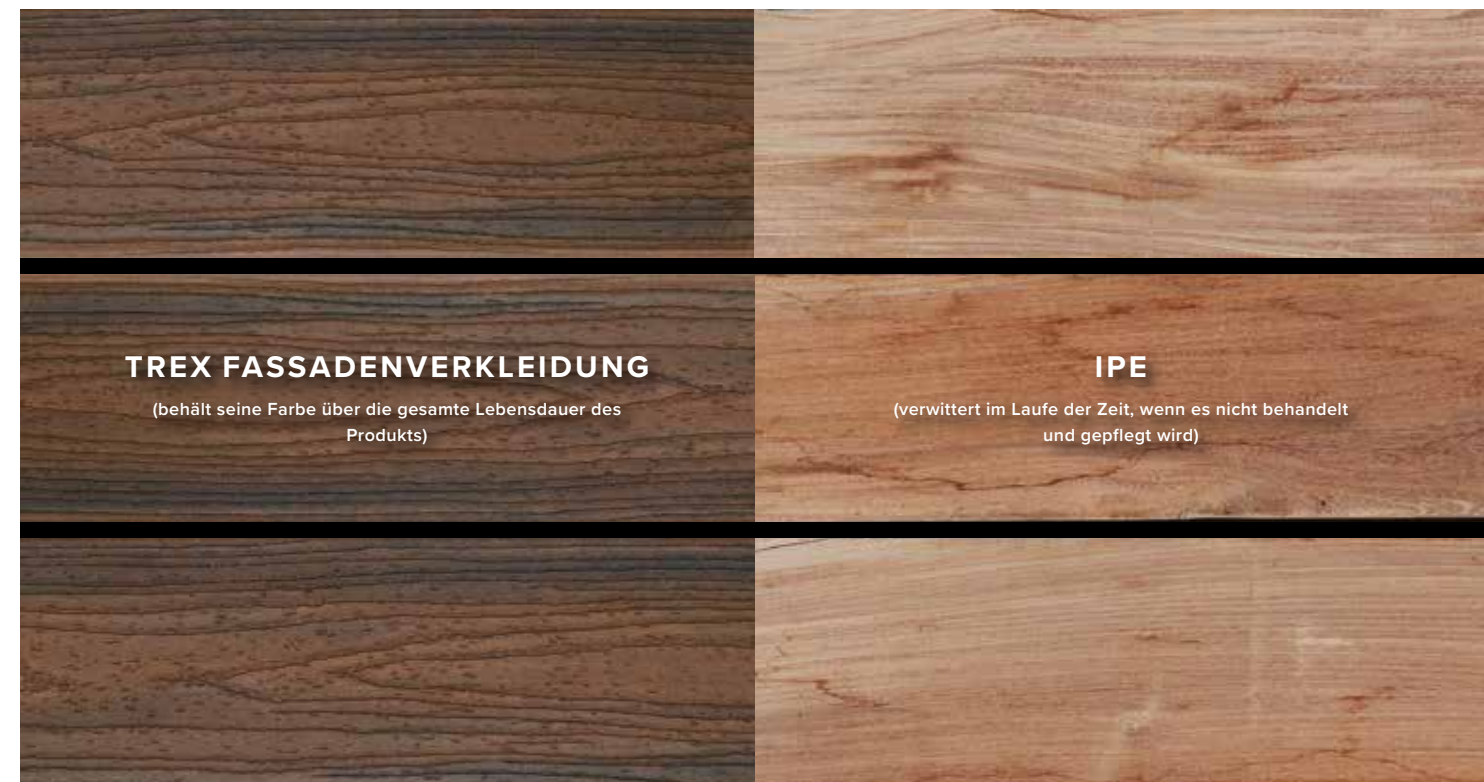 TREX FASSADENVERKLEIDUNG
(behält seine Farbe über die gesamte Lebensdauer des
Produkts)
IPE
(verwittert im Laufe der Zeit, wenn es nicht behandelt
und gepflegt wird)